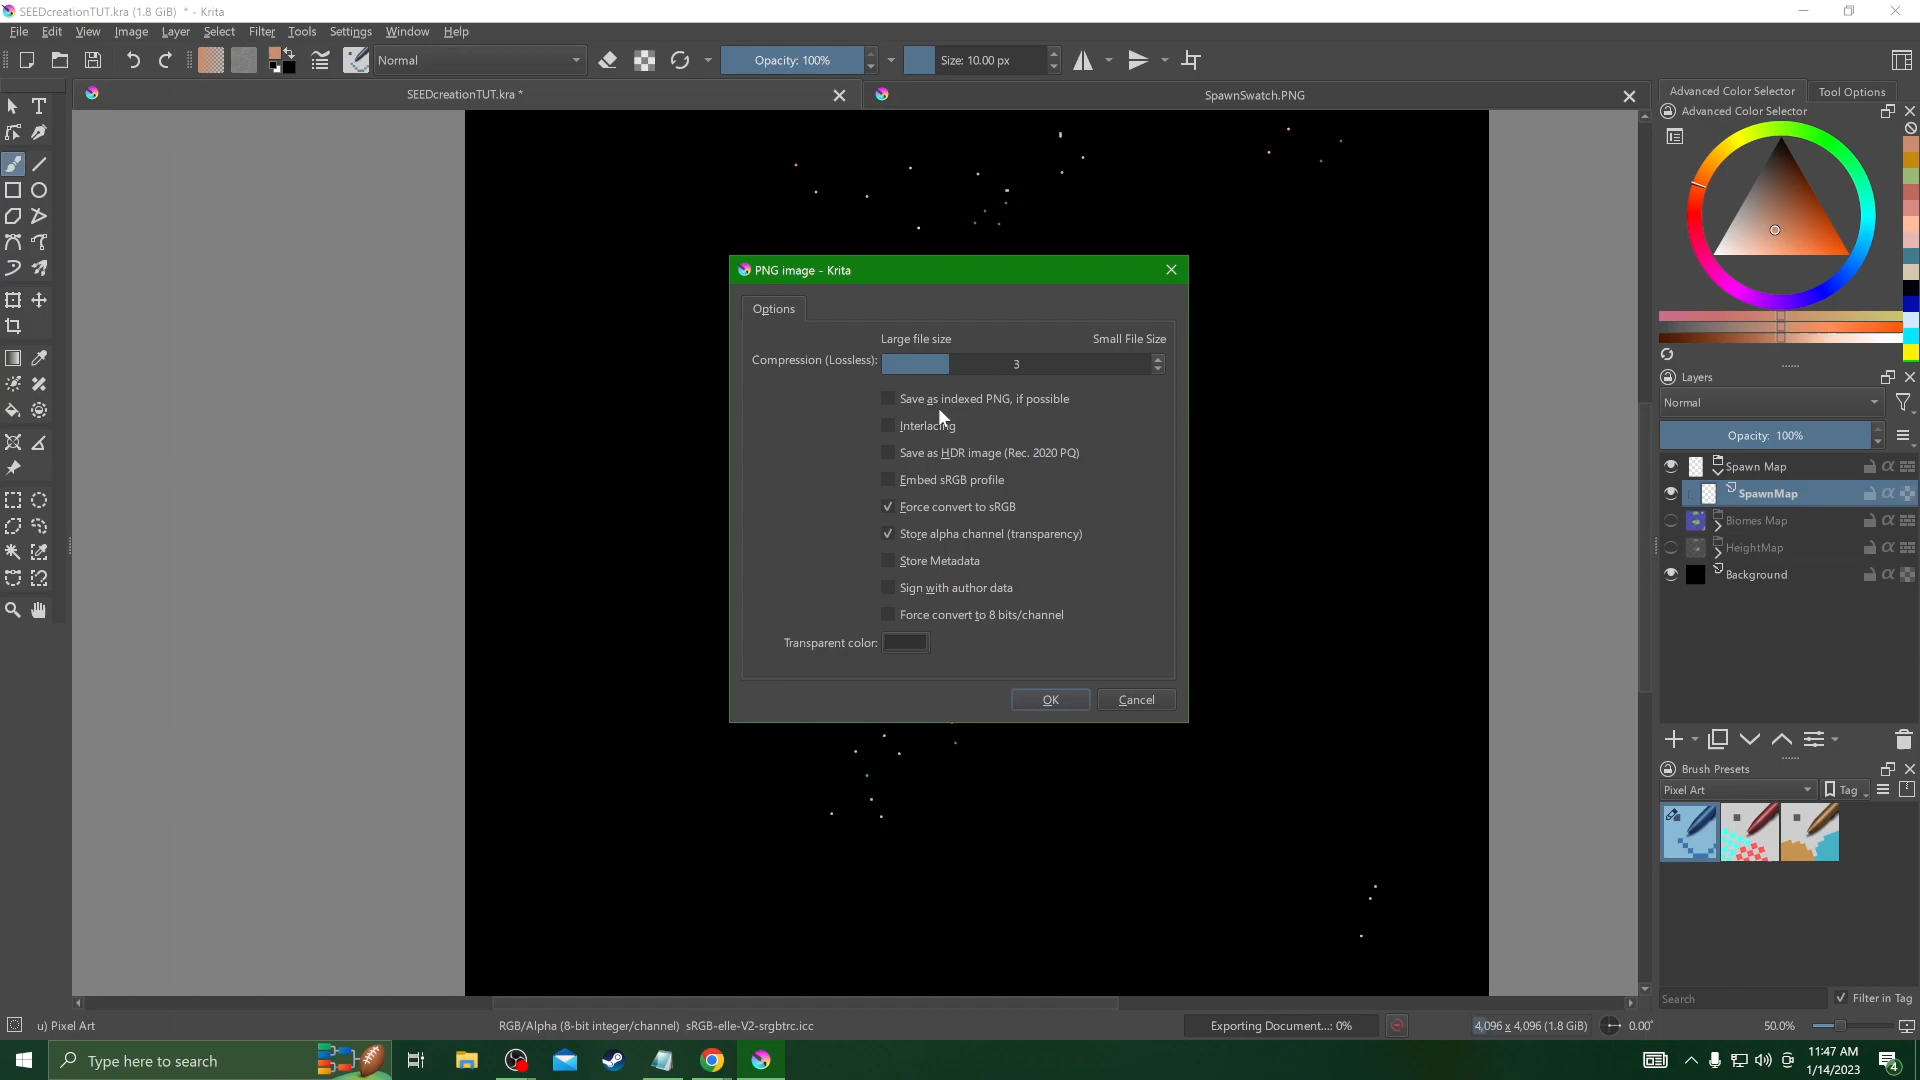 SEEDcreationTUT.kra (1.8 GiB) * - Krita
File Edit View Image Layer Select Filter Tools Settings Window Help
Normal Opacity: 100% Size: 10.00 px
SEEDcreationTUT.kra * SpawnSwatch.PNG
Advanced Color Selector Tool Options
Advanced Color Selector
PNG image - Krita
Options
Large file size Small File Size
Compression (Lossless): 3
Save as indexed PNG, if possible
Interlacing
Save as HDR image (Rec. 2020 PQ)
Embed sRGB profile
Force convert to sRGB
Store alpha channel (transparency)
Store Metadata
Sign with author data
Force convert to 8 bits/channel
Transparent color:
OK Cancel
Layers
Normal
Opacity: 100%
Spawn Map
SpawnMap
Biomes Map
HeightMap
Background
Brush Presets
Pixel Art Tag
Search Filter in Tag
u) Pixel Art RGB/Alpha (8-bit integer/channel) sRGB-elle-V2-srgbtrc.icc Exporting Document...: 0% 4,096 x 4,096 (1.8 GiB) 0.00° 50.0%
Type here to search
11:47 AM
1/14/2023
4